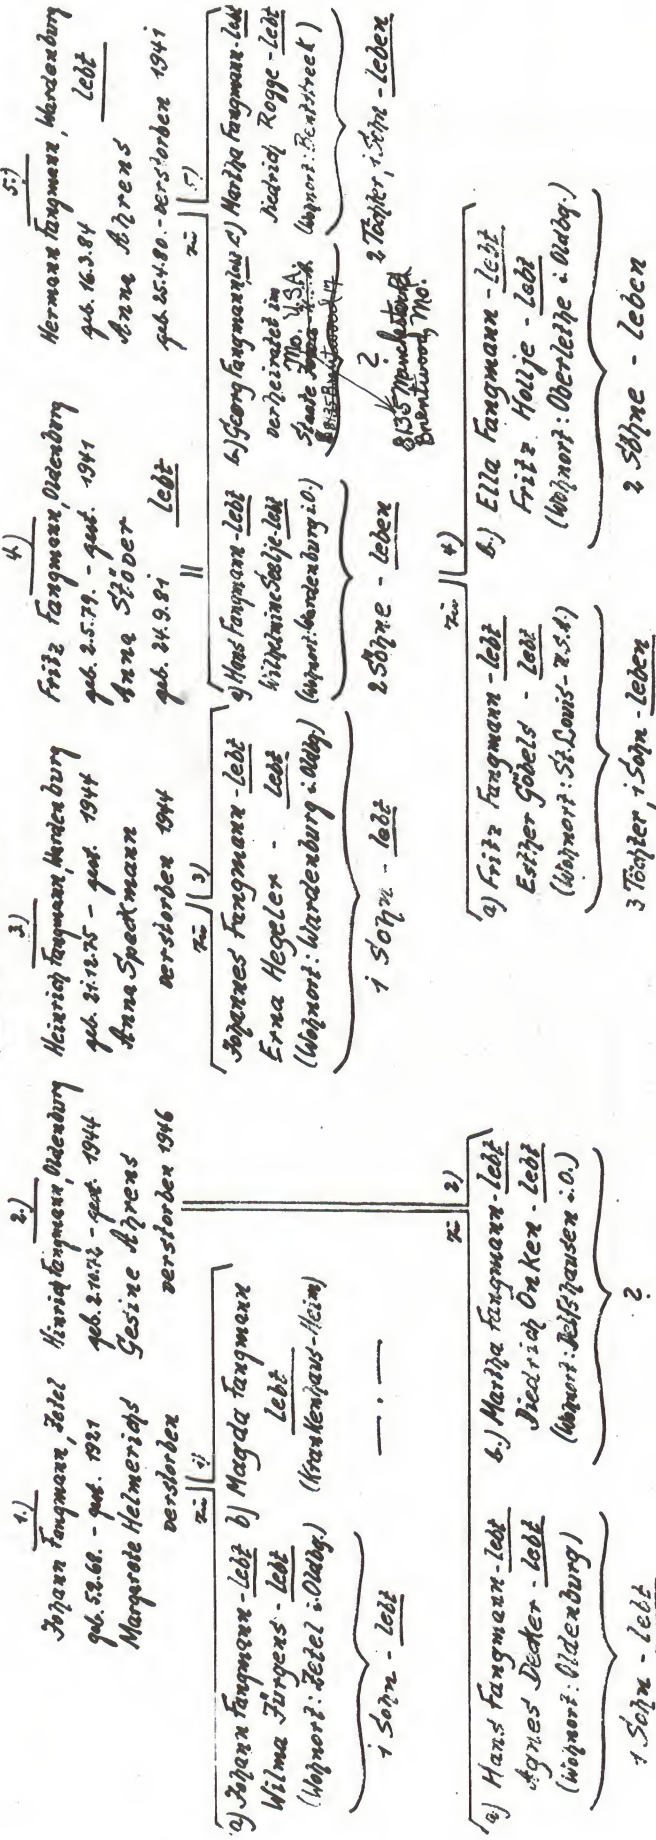 1.)
Johann Fangmann, Zetel
geb. 5.2.68. - gest. 1921
Margarete Helmerichs
verstorben
2.)
Hinrich Fangmann, Oldenburg
geb. 2.10.72 - gest. 1944
Gesine Ahrens
verstorben 1946
3.)
Heinrich Fangmann, Wardenburg
geb. 21.12.75 - gest. 1944
Anna Speckmann
verstorben 1944
4.)
Fritz Fangmann, Oldenburg
geb. 2.5.79. - gest. 1941
Anna Stöver
geb. 24.9.81 lebt
5.)
Hermann Fangmann, Wardenburg
geb. 16.3.84 lebt
Anna Ahrens
geb. 25.4.80. - verstorben 1941
Zu 1)
a) Johann Fangmann - lebt
Wilma Jürgens - lebt
(Wohnort: Zetel i. Oldbg.)
1 Sohn - lebt
b) Magda Fangmann
lebt
(Krankenhaus-Heim)
— . —
Zu 3)
Johannes Fangmann - lebt
Erna Hegeler - lebt
(Wohnort: Wardenburg i. Oldbg.)
1 Sohn - lebt
Zu 5)
a) Hans Fangmann - lebt
Wilhelmine Seelje - lebt
(Wohnort: Wardenburg i. O.)
2 Söhne - leben
b.) Georg Fangmann, lebt
verheiratet im
Staate Mo. U.S.A.
?
8135 Manchester Rd
Brentwood, Mo.
c) Martha Fangmann - lebt
Diedrich Rogge - lebt
(Wohnort: Benthstreek)
2 Töchter, 1 Sohn - leben
Zu 2)
a) Hans Fangmann - lebt
Agnes Decker - lebt
(Wohnort: Oldenburg)
1 Sohn - lebt
b.) Martha Fangmann - lebt
Diedrich Onken - lebt
(Wohnort: Delfshausen i. O.)
?
Zu 4)
a) Fritz Fangmann - lebt
Esther Göbels - lebt
(Wohnort: St. Louis - U.S.A.)
3 Töchter, 1 Sohn - leben
b.) Ella Fangmann - lebt
Fritz Hollje - lebt
(Wohnort: Oberlethe i. Oldbg.)
2 Söhne - leben